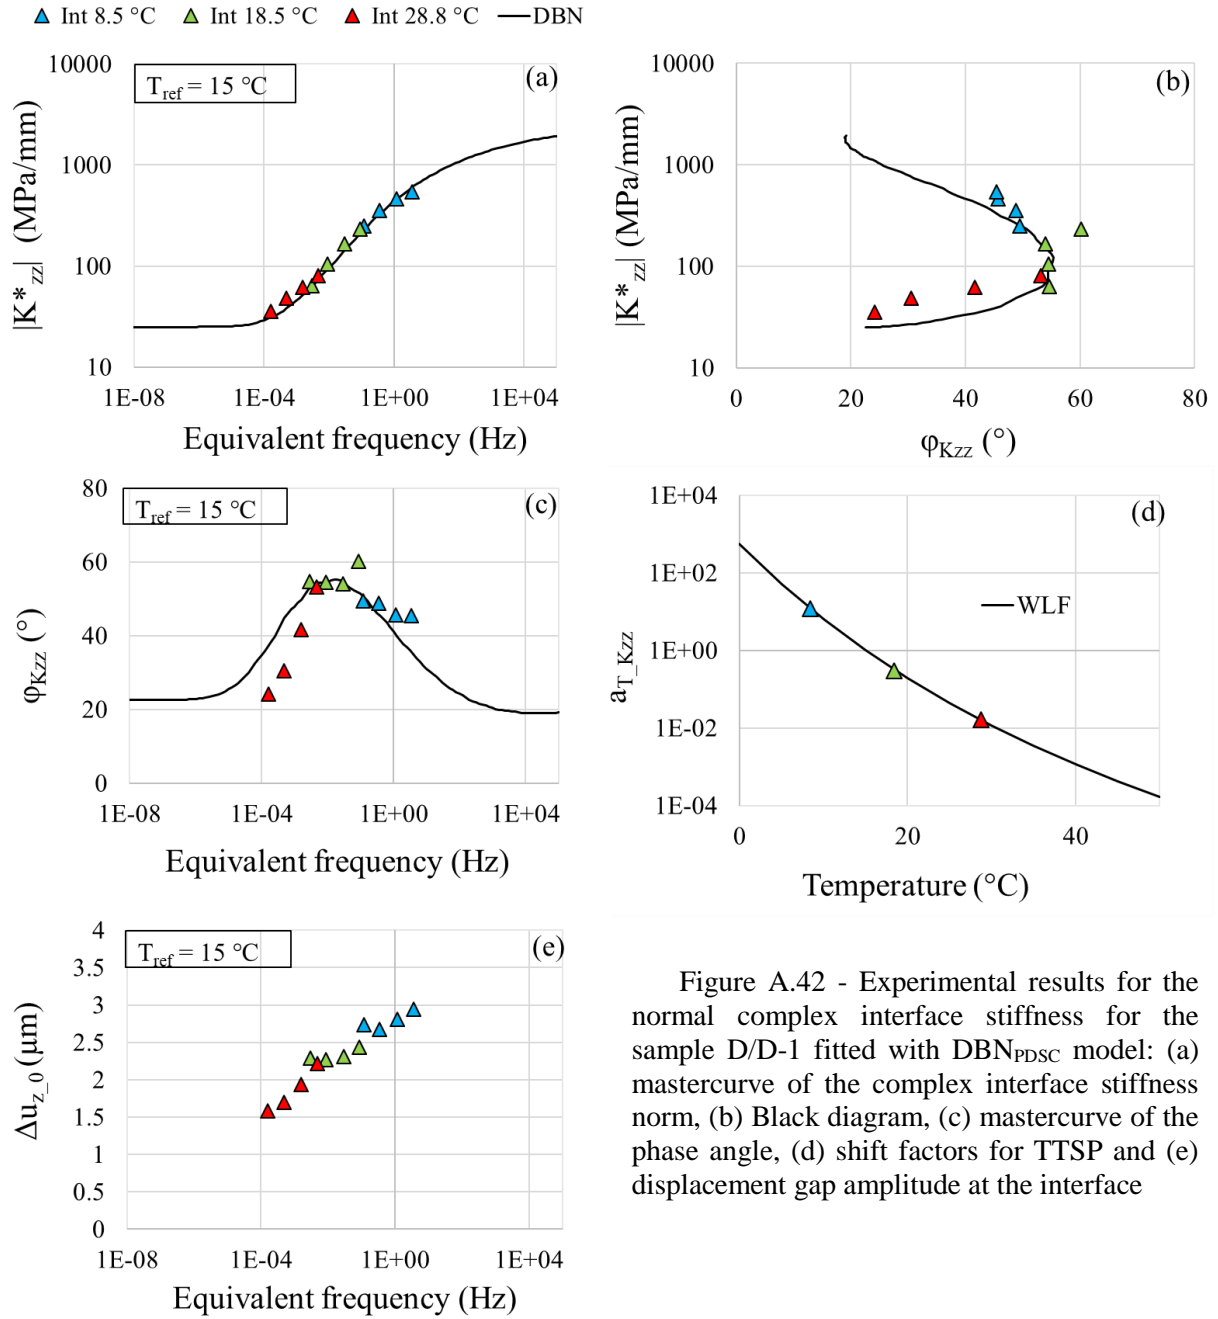 Int 8.5 °C Int 18.5 °C Int 28.8 °C DBN
10000
1000
100
10
|K*zz| (MPa/mm)
Tref = 15 °C
(a)
1E-08 1E-04 1E+00 1E+04
Equivalent frequency (Hz)
10000
1000
100
10
|K*zz| (MPa/mm)
(b)
0 20 40 60 80
φKzz (°)
80
60
40
20
0
φKzz (°)
Tref = 15 °C
(c)
1E-08 1E-04 1E+00 1E+04
Equivalent frequency (Hz)
1E+04
1E+02
1E+00
1E-02
1E-04
aT_Kzz
(d)
WLF
0 20 40
Temperature (°C)
4
3.5
3
2.5
2
1.5
1
0.5
0
Δuz_0 (μm)
Tref = 15 °C
(e)
1E-08 1E-04 1E+00 1E+04
Equivalent frequency (Hz)
Figure A.42 - Experimental results for the
normal complex interface stiffness for the
sample D/D-1 fitted with DBNPDSC model: (a)
mastercurve of the complex interface stiffness
norm, (b) Black diagram, (c) mastercurve of the
phase angle, (d) shift factors for TTSP and (e)
displacement gap amplitude at the interface